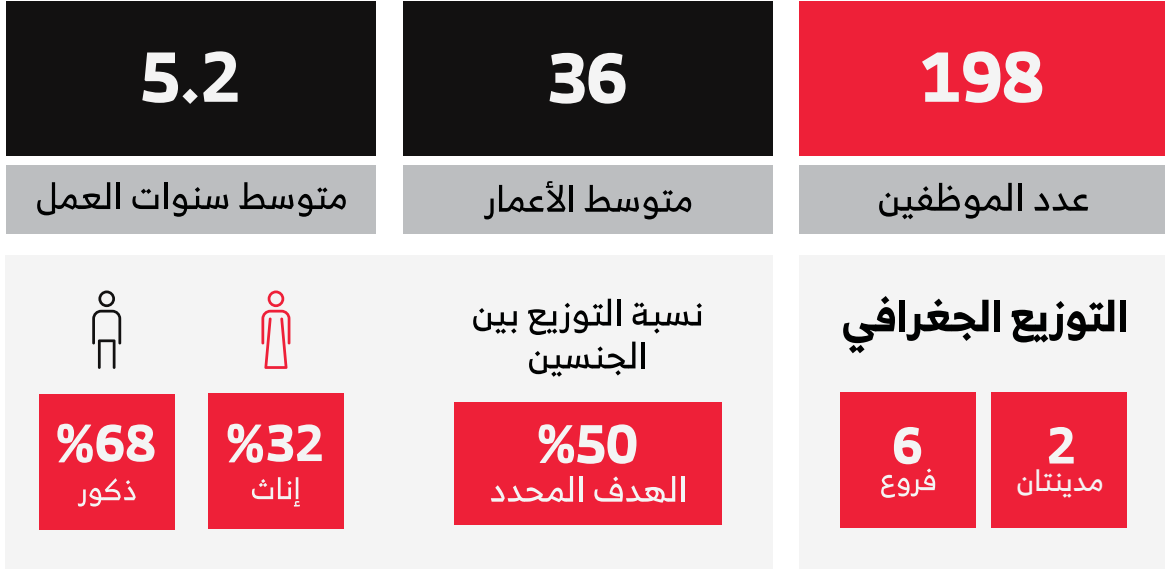 198
عدد الموظفين
36
متوسط الأعمار
5.2
متوسط سنوات العمل
التوزيع الجغرافي
2
مدينتان
6
فروع
نسبة التوزيع بين
الجنسين
%50
الهدف المحدد
%32
إناث
%68
ذكور